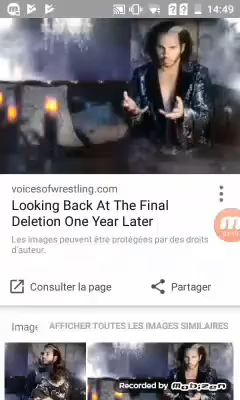 14:49
voicesofwrestling.com
Looking Back At The Final
Deletion One Year Later
Les images peuvent être protégées par des droits
d'auteur.
Consulter la page
Partager
Image
AFFICHER TOUTES LES IMAGES SIMILAIRES
Recorded by Mobizen